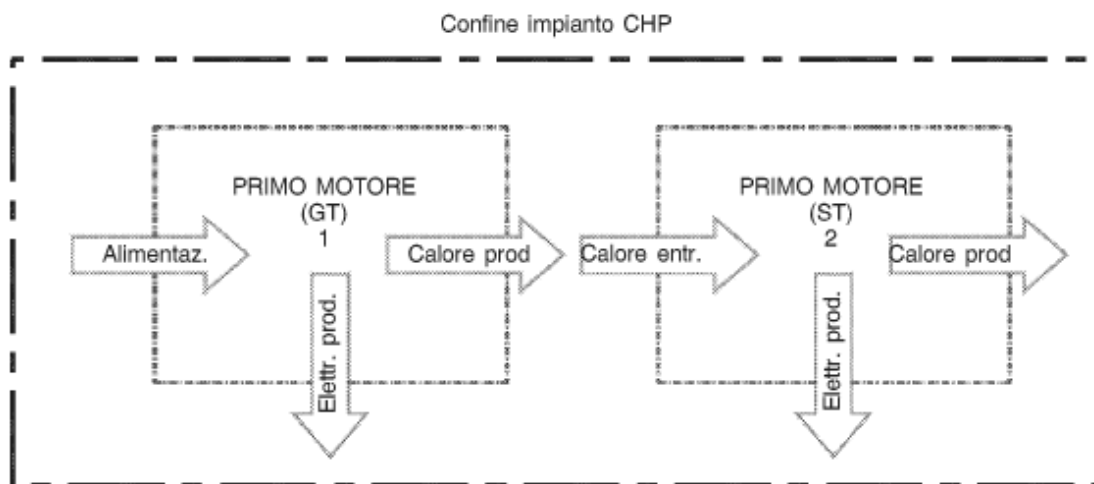 Confine impianto CHP
PRIMO MOTORE
(GT)
1
Alimentaz.
Calore prod
Elettr. prod.
PRIMO MOTORE
(ST)
2
Calore entr.
Calore prod
Elettr. prod.